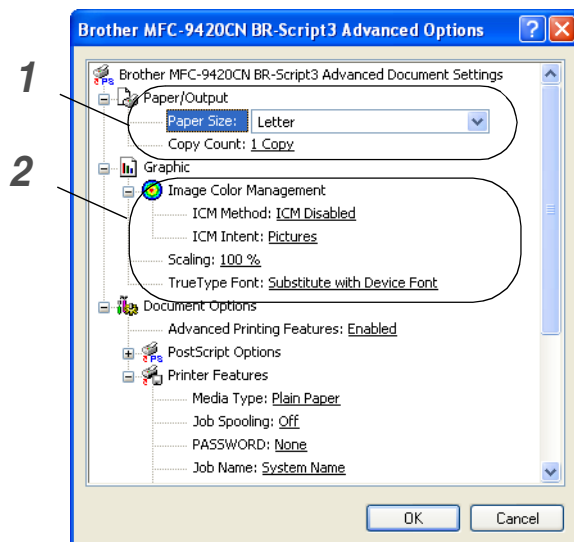 Brother MFC-9420CN BR-Script3 Advanced Options
1
Brother MFC-9420CN BR-Script3 Advanced Document Settings
Paper/Output
Paper Size: Letter
Copy Count: 1 Copy
2
Graphic
Image Color Management
ICM Method: ICM Disabled
ICM Intent: Pictures
Scaling: 100 %
TrueType Font: Substitute with Device Font
Document Options
Advanced Printing Features: Enabled
PostScript Options
Printer Features
Media Type: Plain Paper
Job Spooling: Off
PASSWORD: None
Job Name: System Name
OK Cancel